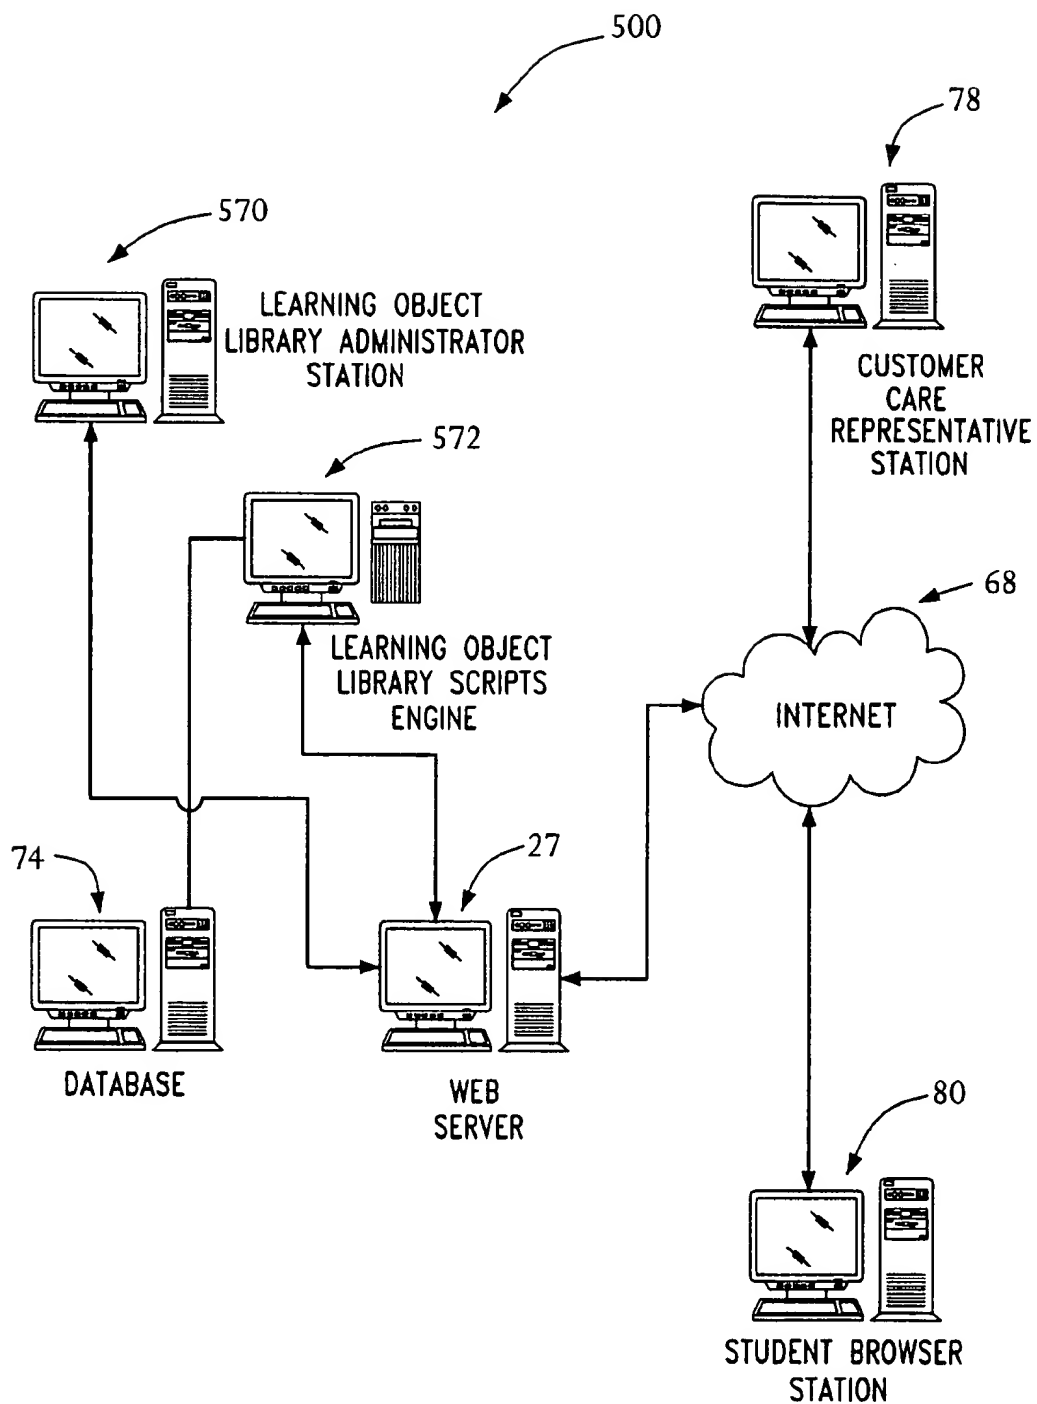 500
78
570
LEARNING OBJECT
LIBRARY ADMINISTRATOR
STATION
CUSTOMER
CARE
REPRESENTATIVE
STATION
572
68
LEARNING OBJECT
LIBRARY SCRIPTS
ENGINE
INTERNET
74
27
DATABASE
WEB
SERVER
80
STUDENT BROWSER
STATION